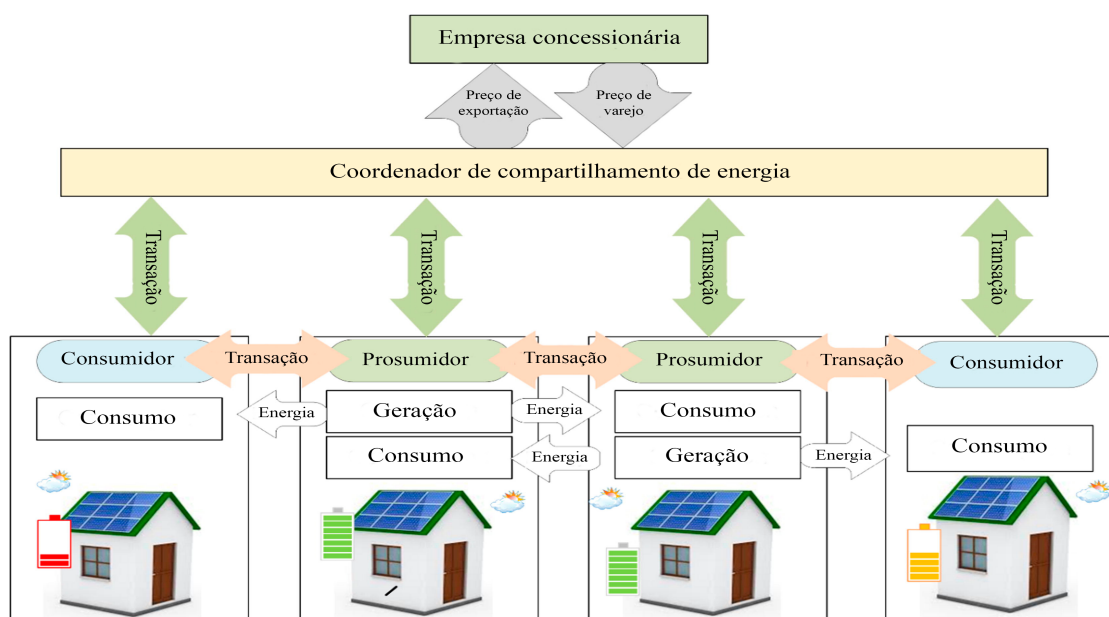 Empresa concessionária
Preço de
exportação
Preço de
varejo
Coordenador de compartilhamento de energia
Transação
Transação
Transação
Transação
Consumidor
Transação
Prosumidor
Transação
Prosumidor
Transação
Consumidor
Consumo
Energia
Geração
Energia
Consumo
Consumo
Energia
Geração
Energia
Consumo